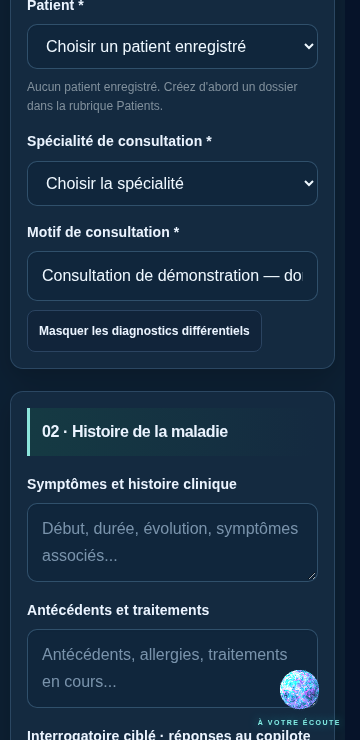 Patient *
Choisir un patient enregistré
Aucun patient enregistré. Créez d'abord un dossier
dans la rubrique Patients.
Spécialité de consultation *
Choisir la spécialité
Motif de consultation *
Consultation de démonstration — do
Masquer les diagnostics différentiels
02 · Histoire de la maladie
Symptômes et histoire clinique
Début, durée, évolution, symptômes
associés...
Antécédents et traitements
Antécédents, allergies, traitements
en cours...
À VOTRE ÉCOUTE
Interrogatoire ciblé · réponses au copilote